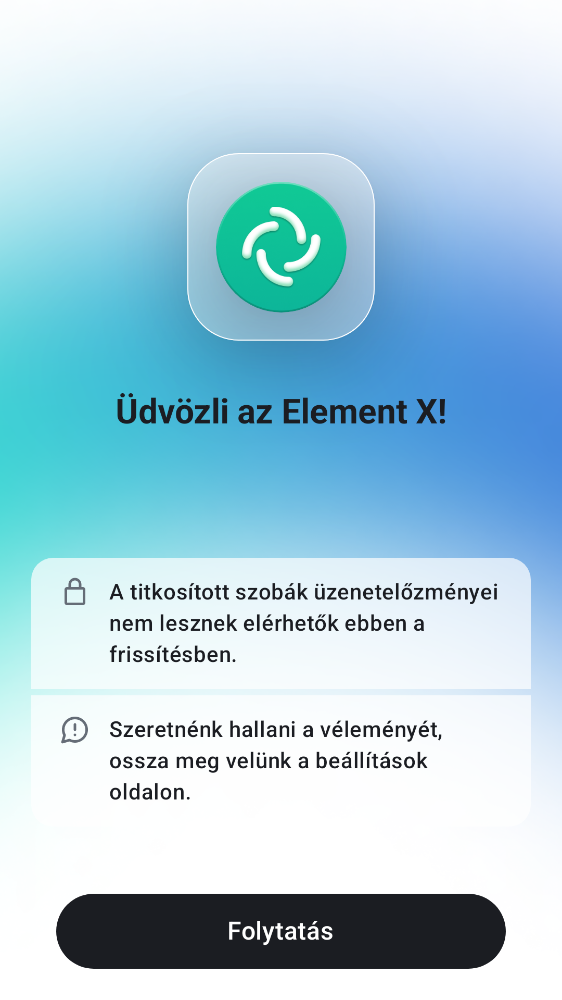 Üdvözli az Element X!
A titkosított szobák üzenetelőzményei
nem lesznek elérhetők ebben a
frissítésben.
Szeretnénk hallani a véleményét,
ossza meg velünk a beállítások
oldalon.
Folytatás